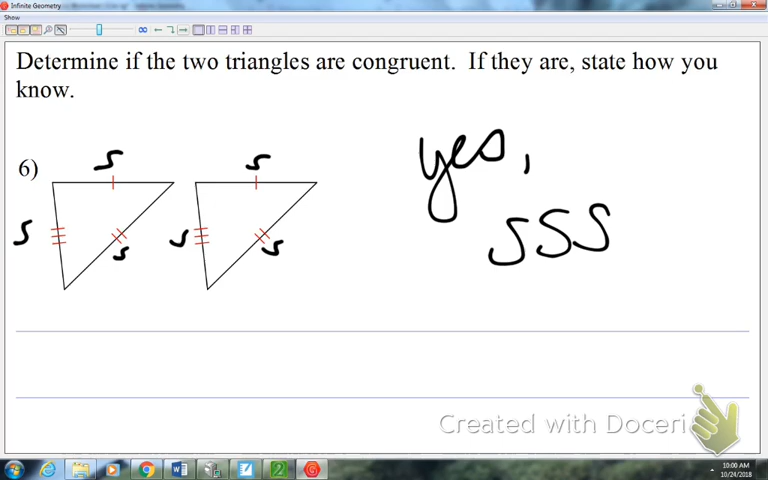 Infinite Geometry
Show
Determine if the two triangles are congruent. If they are, state how you
know.
6)
S
S
yes,
S
S
S
S
SSS
Created with Doceri
10:00 AM
10/24/2018